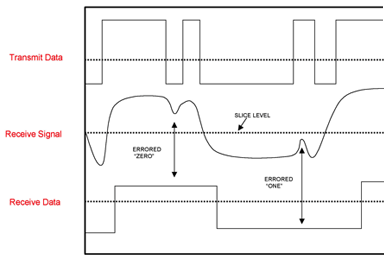 Transmit Data
SLICE LEVEL
Receive Signal
ERRORED
"ZERO"
ERRORED
"ONE"
Receive Data